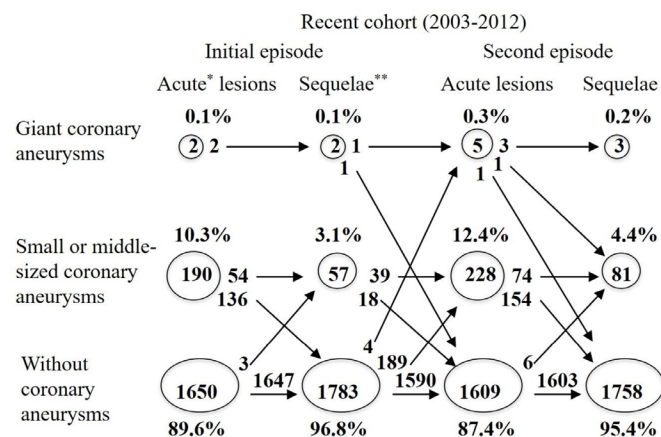 Recent cohort (2003-2012)
Initial episode Second episode
Acute* lesions Sequelae** Acute lesions Sequelae
0.1% 0.1% 0.3% 0.2%
Giant coronary
aneurysms
2 2 2 1 5 3 3
1 1 1
10.3% 3.1% 12.4% 4.4%
Small or middle-
sized coronary
aneurysms
190 54 57 39 228 74 81
136 18 154
Without
coronary
aneurysms
3 4 189 6
1650 1647 1783 1590 1609 1603 1758
89.6% 96.8% 87.4% 95.4%